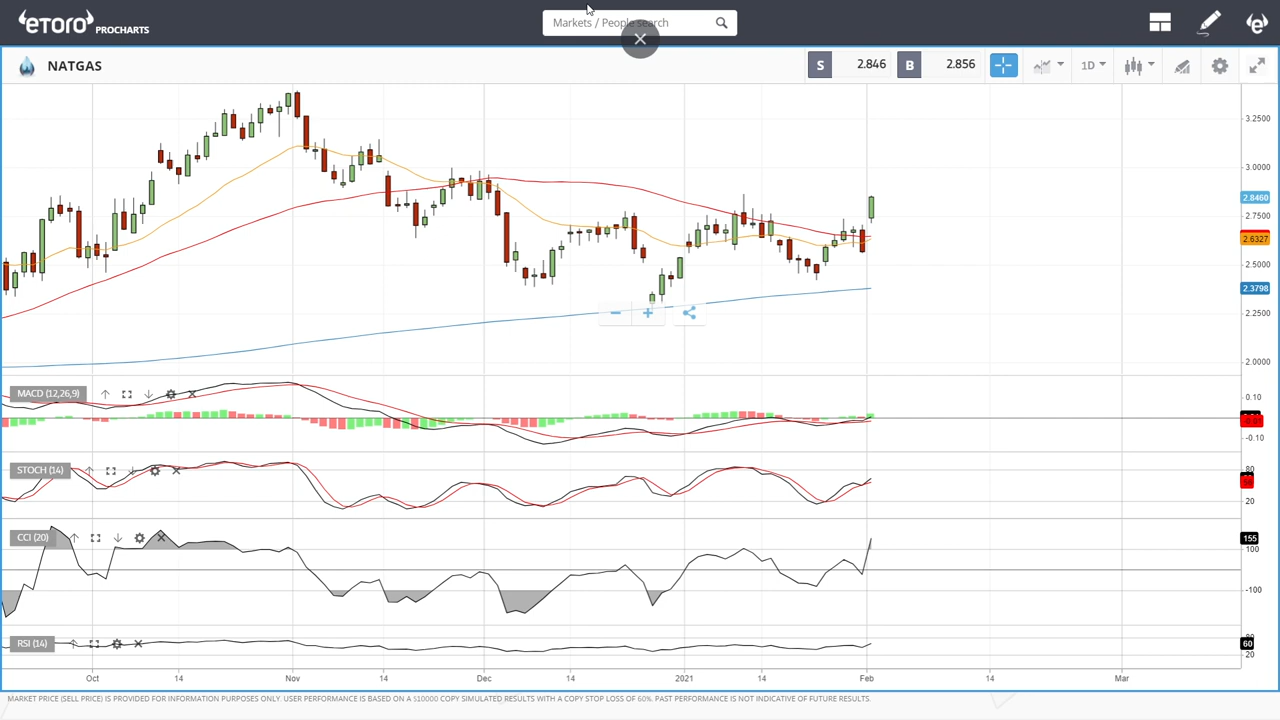 eToro PROCHARTS
Markets / People search
NATGAS
S 2.846 B 2.856 1D
3.2500
3.0000
2.8460
2.7500
2.6327
2.5000
2.3798
2.2500
2.0000
MACD (12,26,9)
0.10
-0.10
STOCH (14)
80
20
CCI (20)
155
100
-100
RSI (14)
60
20
Oct 14 Nov 14 Dec 14 2021 14 Feb 14 Mar
MARKET PRICE (SELL PRICE) IS PROVIDED FOR INFORMATION PURPOSES ONLY. USER PERFORMANCE IS BASED ON A $10000 COPY SIMULATED RESULTS WITH A COPY STOP LOSS OF 60%. PAST PERFORMANCE IS NOT INDICATIVE OF FUTURE RESULTS.